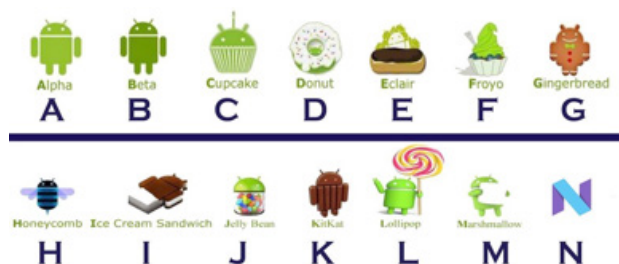 Alpha Beta Cupcake Donut Eclair Froyo Gingerbread
A B C D E F G
Honeycomb Ice Cream Sandwich Jelly Bean KitKat Lollipop Marshmallow
H I J K L M N